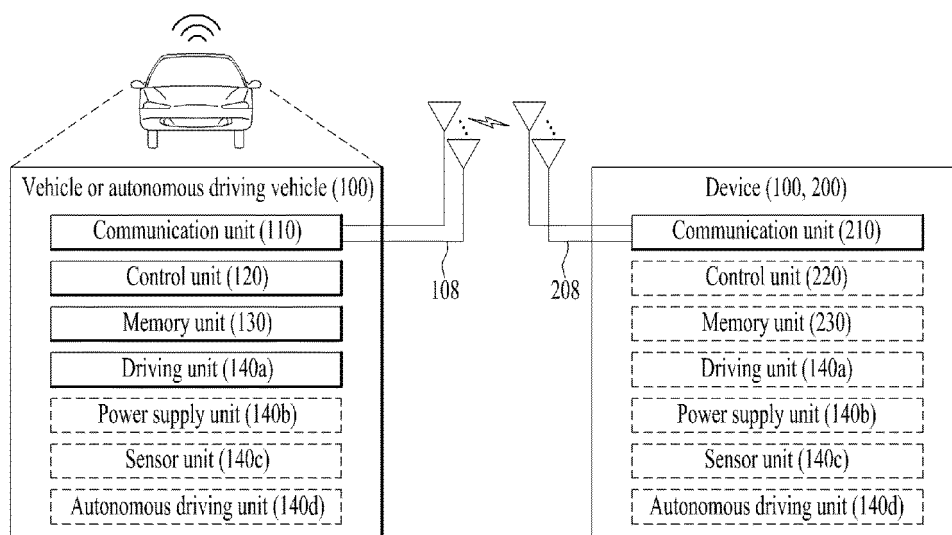 Vehicle or autonomous driving vehicle (100)
Communication unit (110)
Control unit (120)
Memory unit (130)
Driving unit (140a)
Power supply unit (140b)
Sensor unit (140c)
Autonomous driving unit (140d)
108
208
Device (100, 200)
Communication unit (210)
Control unit (220)
Memory unit (230)
Driving unit (140a)
Power supply unit (140b)
Sensor unit (140c)
Autonomous driving unit (140d)